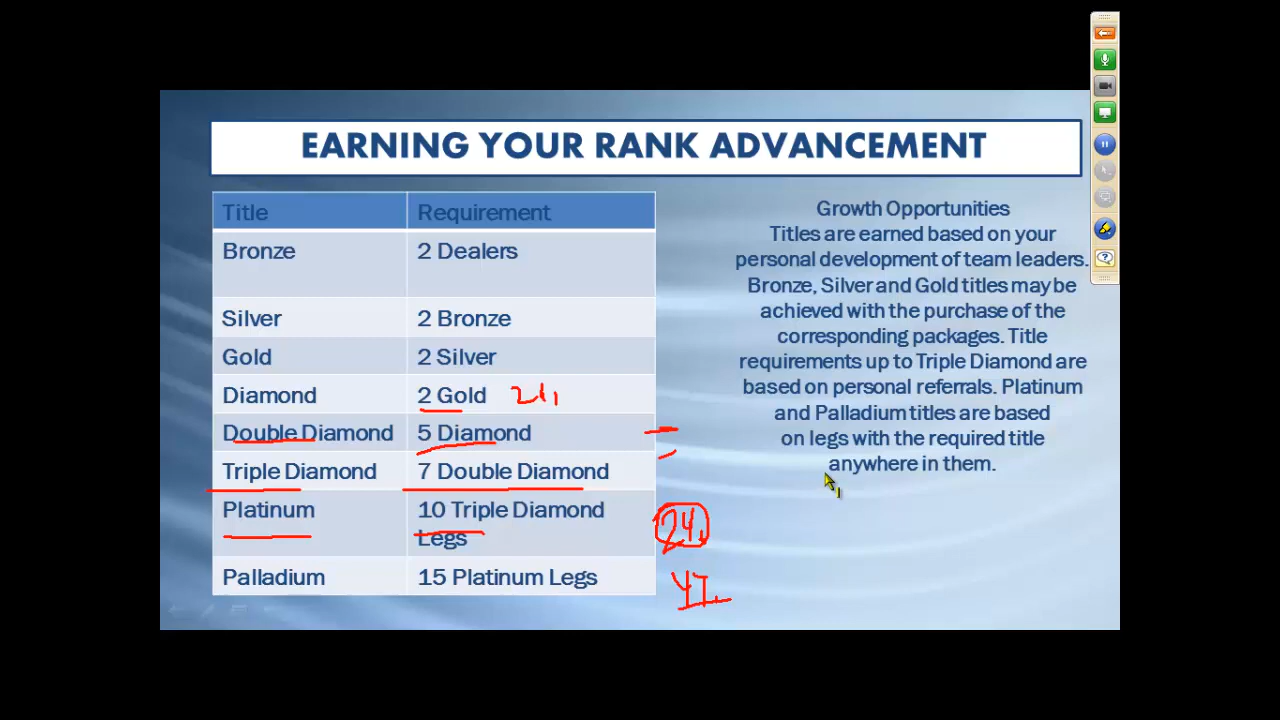 EARNING YOUR RANK ADVANCEMENT
Title Requirement
Bronze 2 Dealers
Silver 2 Bronze
Gold 2 Silver
Diamond 2 Gold
Double Diamond 5 Diamond
Triple Diamond 7 Double Diamond
Platinum 10 Triple Diamond
Legs
24
Palladium 15 Platinum Legs
Growth Opportunities
Titles are earned based on your
personal development of team leaders.
Bronze, Silver and Gold titles may be
achieved with the purchase of the
corresponding packages. Title
requirements up to Triple Diamond are
based on personal referrals. Platinum
and Palladium titles are based
on legs with the required title
anywhere in them.